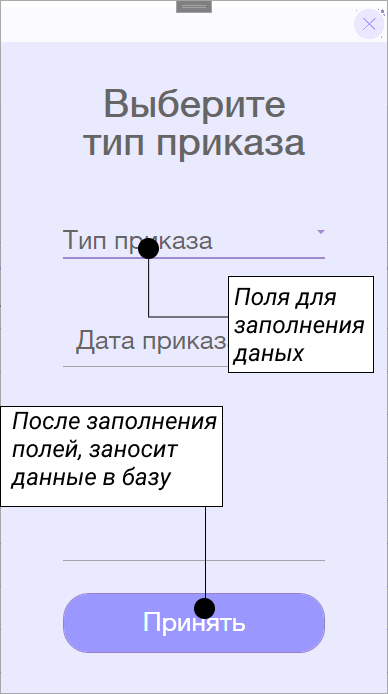 Выберите
тип приказа
Тип приказа
Поля для
заполнения
даных
Дата приказ
После заполнения
полей, заносит
данные в базу
Принять